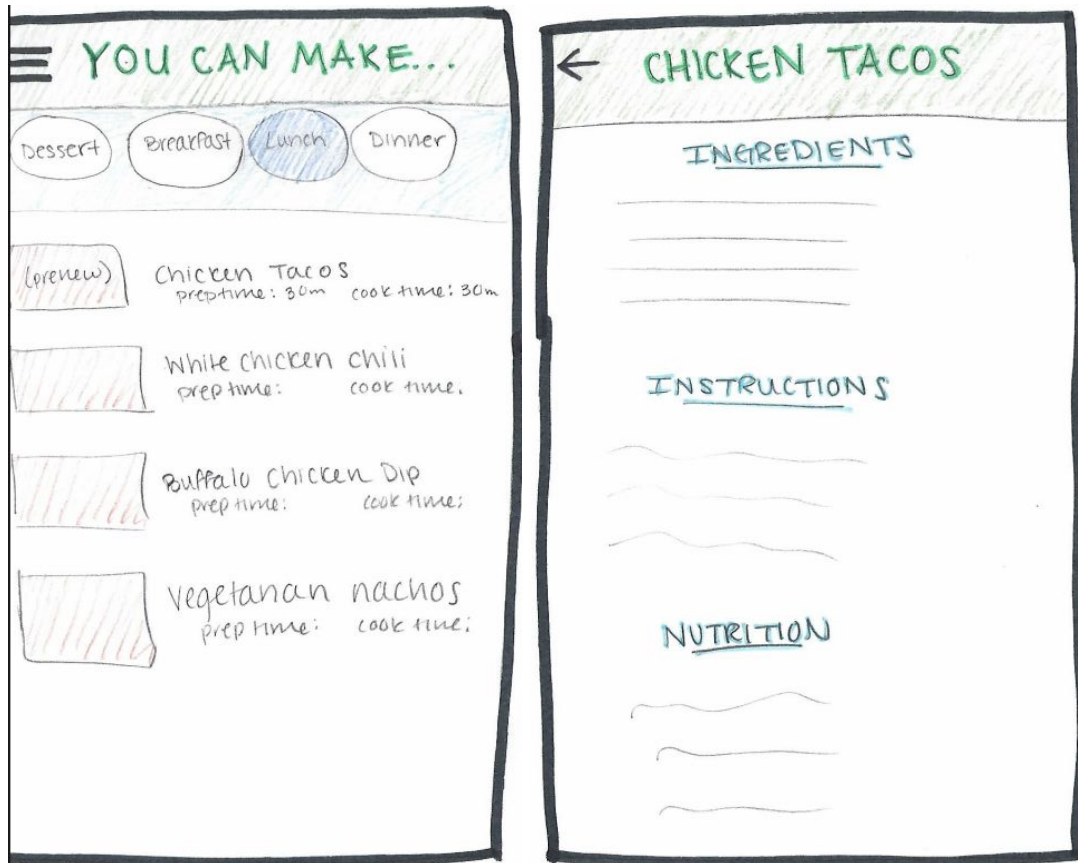 YOU CAN MAKE...
Dessert Breakfast Lunch Dinner
(preview) Chicken Tacos
prep time: 30m cook time: 30m
White Chicken Chili
prep time: cook time:
Buffalo Chicken Dip
prep time: cook time:
Vegetarian nachos
prep time: cook time:
CHICKEN TACOS
INGREDIENTS
INSTRUCTIONS
NUTRITION